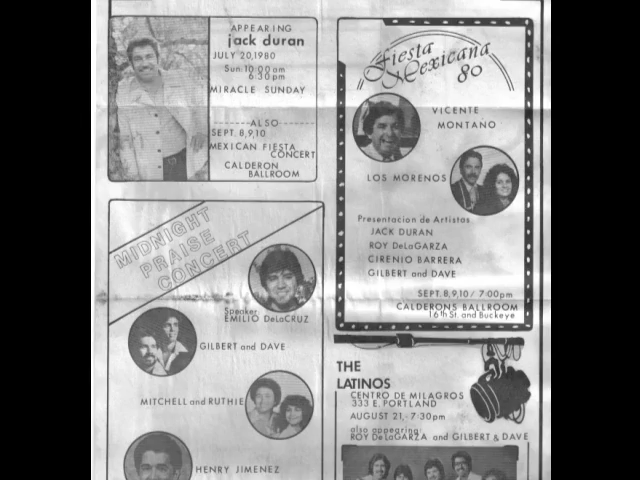 APPEARING
jack duran
JULY 20,1980
Sun. 10:00 am
6:30 pm
MIRACLE SUNDAY
ALSO
SEPT. 8,9,10
MEXICAN FIESTA
CONCERT
CALDERON
BALLROOM
Fiesta
Mexicana
80
VICENTE
MONTAÑO
LOS MORENOS
Presentacion de Artistas
JACK DURAN
ROY DeLaGARZA
CIRENIO BARRERA
GILBERT and DAVE
SEPT. 8,9,10 / 7:00pm
CALDERONS BALLROOM
16th St. and Buckeye
MIDNIGHT
PRAISE
CONCERT
Speaker
EMILIO DeLaCRUZ
GILBERT and DAVE
MITCHELL and RUTHIE
HENRY JIMENEZ
THE
LATINOS
CENTRO DE MILAGROS
333 E. PORTLAND
AUGUST 21, - 7:30pm
also appearing:
ROY DeLaGARZA and GILBERT & DAVE